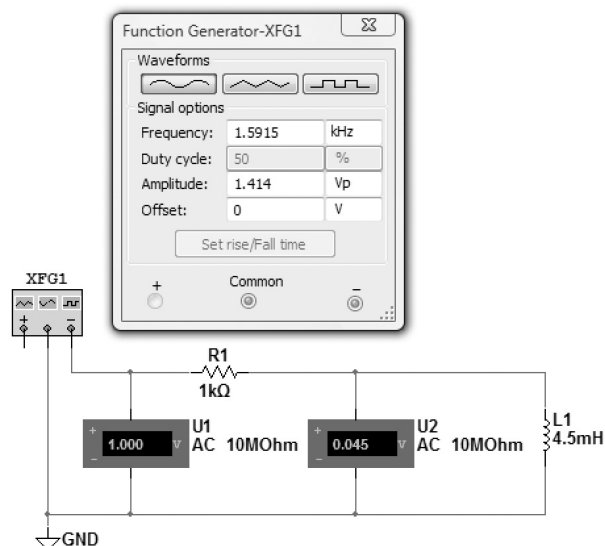 Function Generator-XFG1
Waveforms
Signal options
Frequency: 1.5915 kHz
Duty cycle: 50 %
Amplitude: 1.414 Vp
Offset: 0 V
Set rise/Fall time
+ Common −
XFG1
+ −
R1
1kΩ
+ 1.000 V − U1 AC 10MOhm
+ 0.045 V − U2 AC 10MOhm
L1 4.5mH
GND